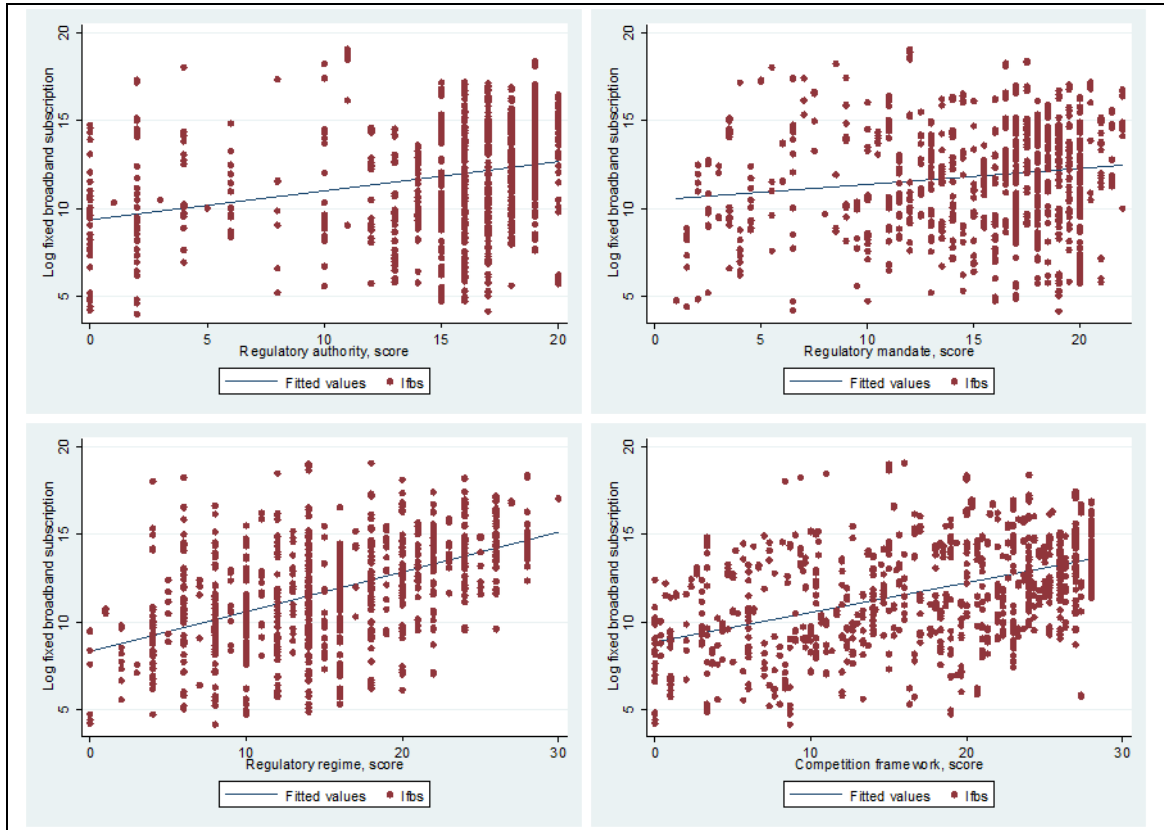 20
15
10
5
Log fixed broadband subscription
0 5 10 15 20
Regulatory authority, score
Fitted values lfbs
20
15
10
5
Log fixed broadband subscription
0 5 10 15 20
Regulatory mandate, score
Fitted values lfbs
20
15
10
5
Log fixed broadband subscription
0 10 20 30
Regulatory regime, score
Fitted values lfbs
20
15
10
5
Log fixed broadband subscription
0 10 20 30
Competition framework, score
Fitted values lfbs